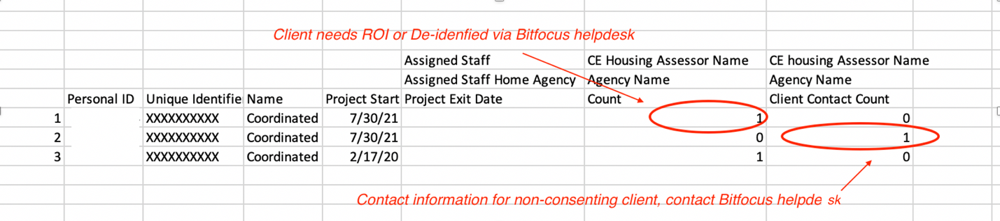 Client needs ROI or De-idenfied via Bitfocus helpdesk
Assigned Staff CE Housing Assessor Name CE housing Assessor Name
Assigned Staff Home Agency Agency Name Agency Name
Personal ID Unique Identifie Name Project Start Project Exit Date Count Client Contact Count
1 XXXXXXXXXX Coordinated 7/30/21 1 0
2 XXXXXXXXXX Coordinated 7/30/21 0 1
3 XXXXXXXXXX Coordinated 2/17/20 1 0
Contact information for non-consenting client, contact Bitfocus helpde sk